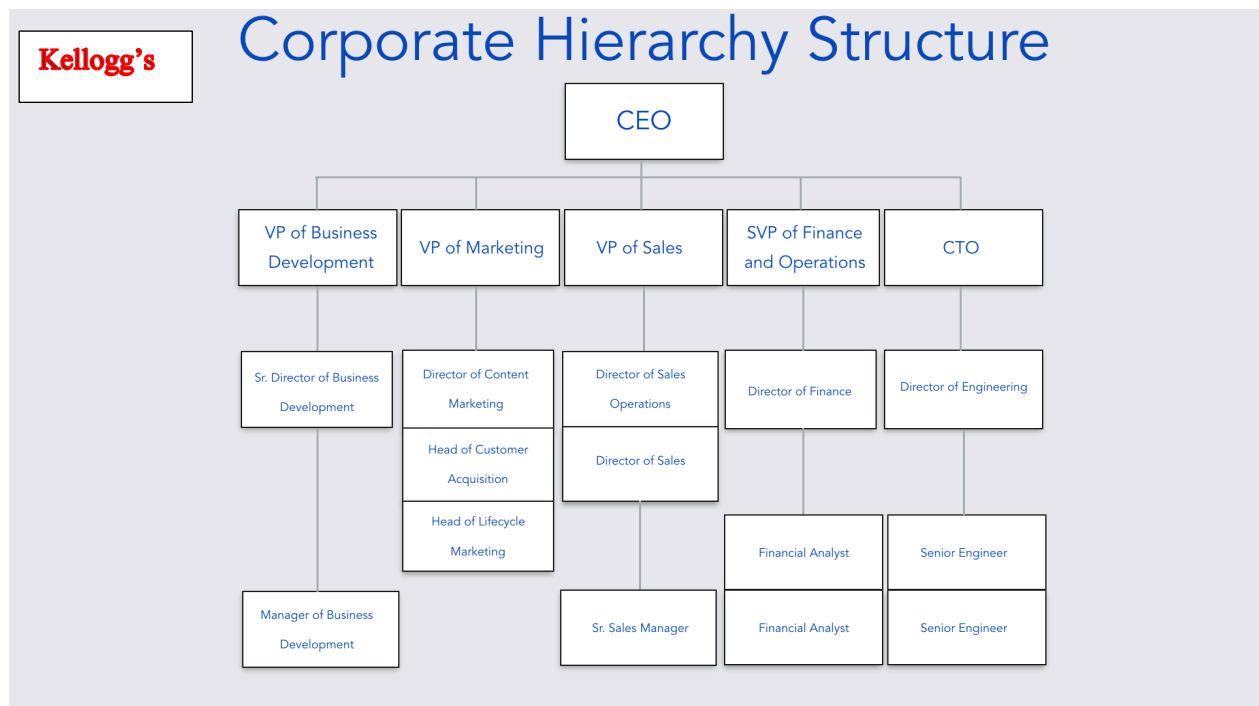 Kellogg’s
Corporate Hierarchy Structure
CEO
VP of Business
Development
VP of Marketing
VP of Sales
SVP of Finance
and Operations
CTO
Sr. Director of Business
Development
Director of Content
Marketing
Head of Customer
Acquisition
Head of Lifecycle
Marketing
Director of Sales
Operations
Director of Sales
Director of Finance
Director of Engineering
Manager of Business
Development
Sr. Sales Manager
Financial Analyst
Financial Analyst
Senior Engineer
Senior Engineer